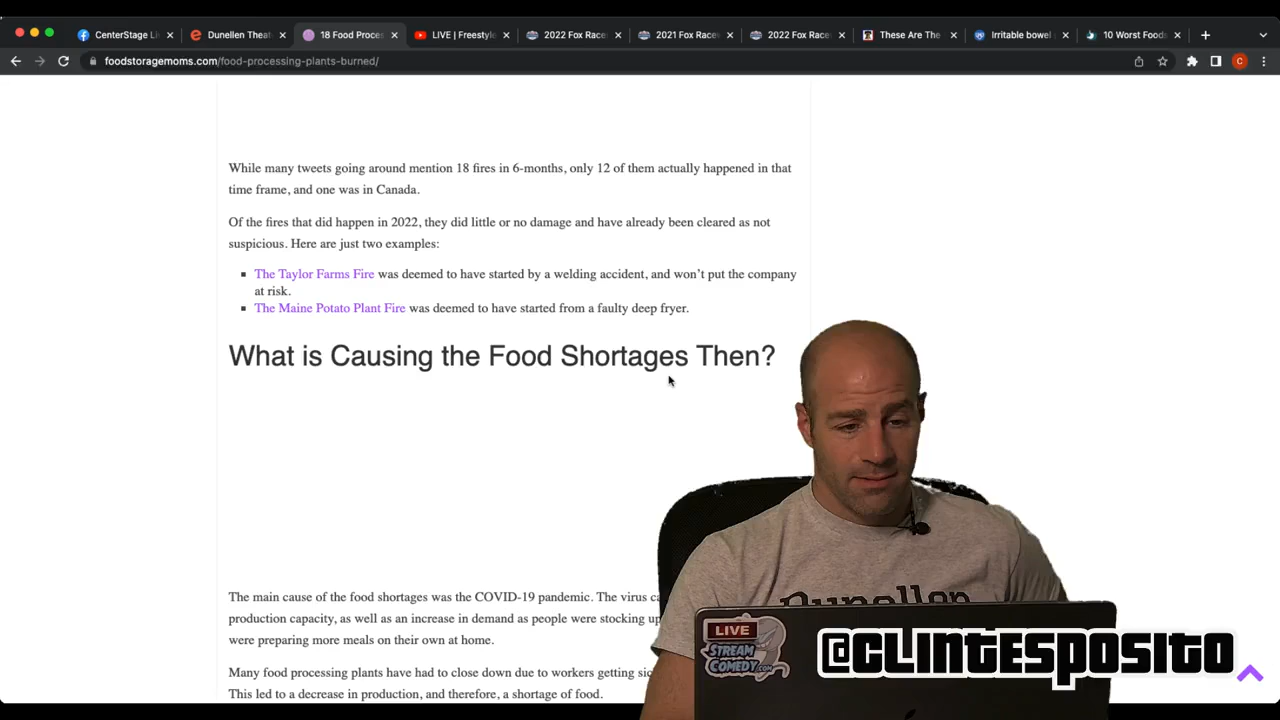 CenterStage Li
Dunellen Theat
18 Food Proces
LIVE | Freestyle
2022 Fox Race
2021 Fox Race
2022 Fox Race
These Are The
Irritable bowel
10 Worst Foods
foodstoragemoms.com/food-processing-plants-burned/
C
While many tweets going around mention 18 fires in 6-months, only 12 of them actually happened in that
time frame, and one was in Canada.
Of the fires that did happen in 2022, they did little or no damage and have already been cleared as not
suspicious. Here are just two examples:
The Taylor Farms Fire was deemed to have started by a welding accident, and won’t put the company
at risk.
The Maine Potato Plant Fire was deemed to have started from a faulty deep fryer.
What is Causing the Food Shortages Then?
The main cause of the food shortages was the COVID-19 pandemic. The virus
production capacity, as well as an increase in demand as people were stocking up
were preparing more meals on their own at home.
Many food processing plants have had to close down due to workers getting
This led to a decrease in production, and therefore, a shortage of food.
Dunellen
LIVE
STREAM
COMEDY.com
@CLINTESPOSITO